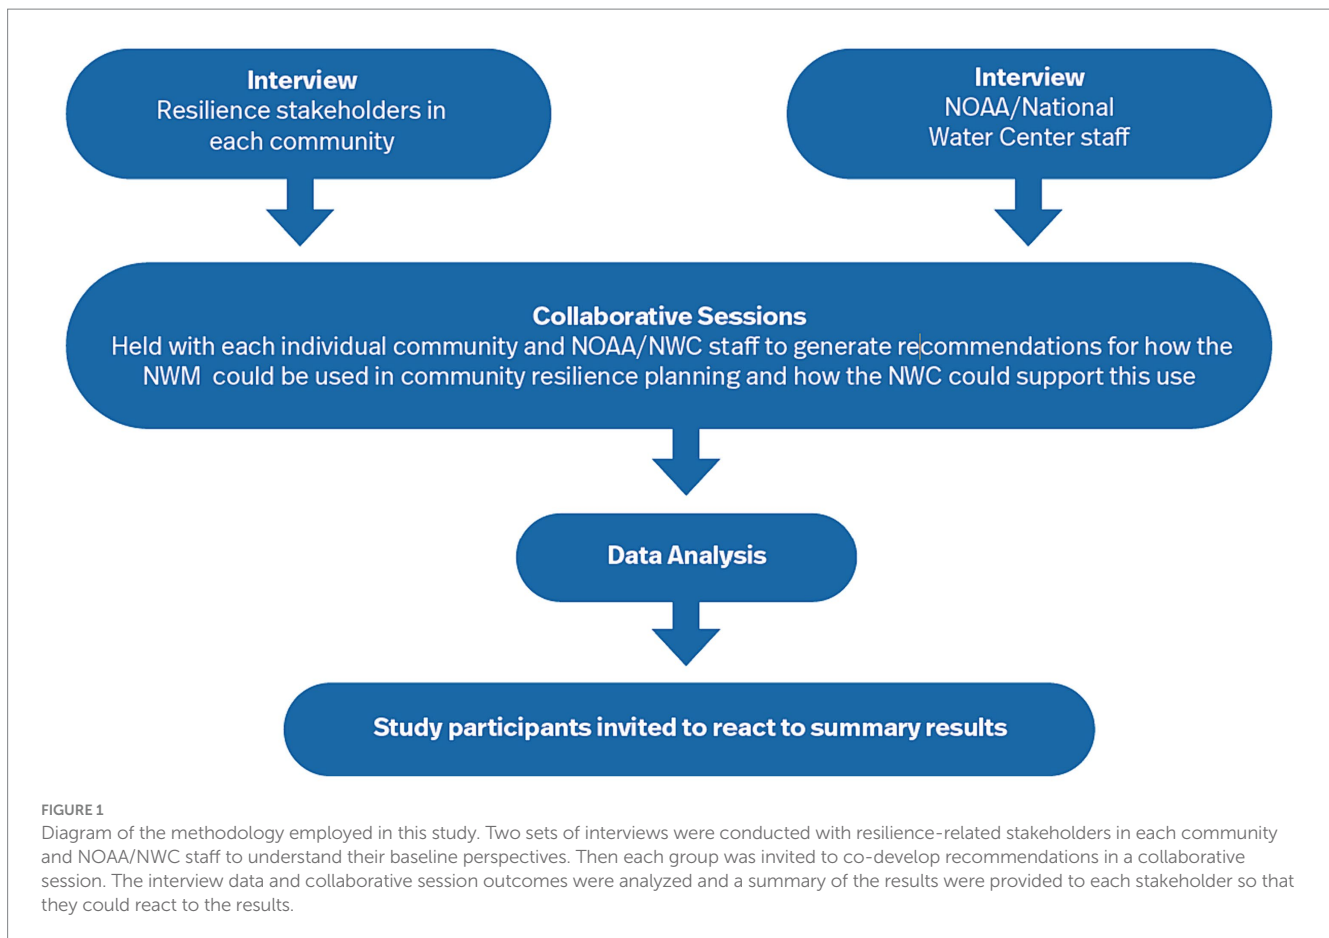 Interview
Resilience stakeholders in
each community
Interview
NOAA/National
Water Center staff
Collaborative Sessions
Held with each individual community and NOAA/NWC staff to generate recommendations for how the
NWM could be used in community resilience planning and how the NWC could support this use
Data Analysis
Study participants invited to react to summary results
FIGURE 1
Diagram of the methodology employed in this study. Two sets of interviews were conducted with resilience-related stakeholders in each community
and NOAA/NWC staff to understand their baseline perspectives. Then each group was invited to co-develop recommendations in a collaborative
session. The interview data and collaborative session outcomes were analyzed and a summary of the results were provided to each stakeholder so that
they could react to the results.